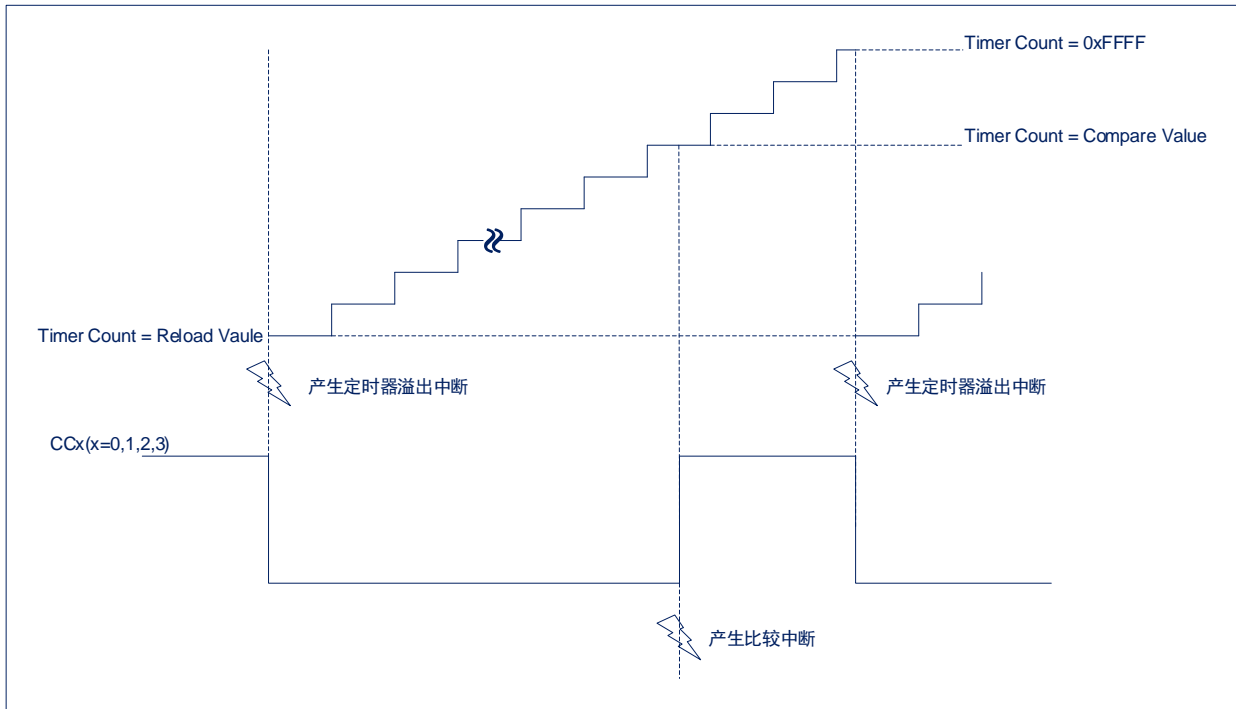 Timer Count = 0xFFFF
Timer Count = Compare Value
Timer Count = Reload Vaule
产生定时器溢出中断
产生定时器溢出中断
CCx(x=0,1,2,3)
产生比较中断